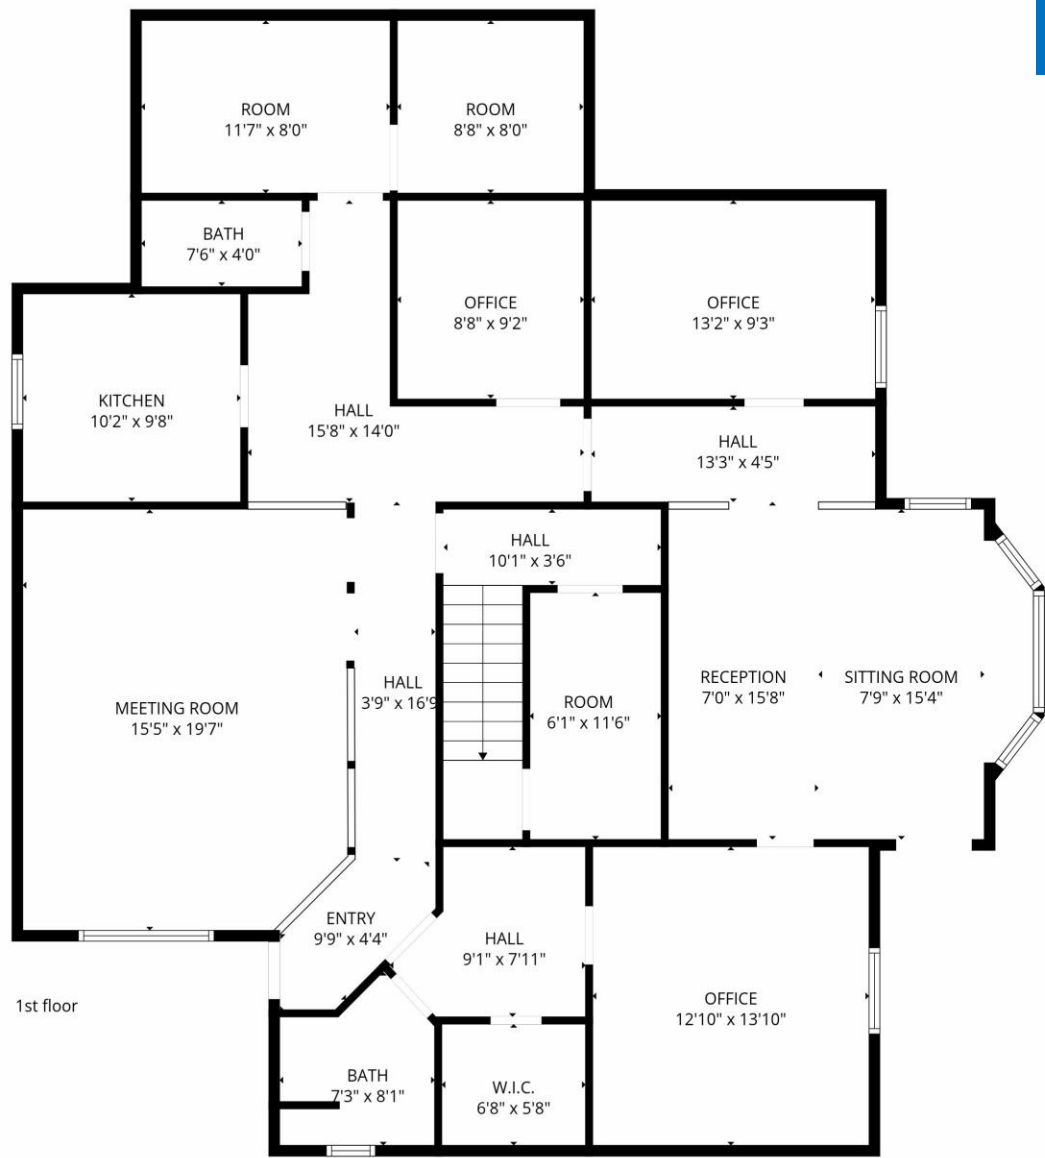 ROOM
11'7" x 8'0"
ROOM
8'8" x 8'0"
BATH
7'6" x 4'0"
OFFICE
8'8" x 9'2"
OFFICE
13'2" x 9'3"
KITCHEN
10'2" x 9'8"
HALL
15'8" x 14'0"
HALL
13'3" x 4'5"
HALL
10'1" x 3'6"
MEETING ROOM
15'5" x 19'7"
HALL
3'9" x 16'9
ROOM
6'1" x 11'6"
RECEPTION
7'0" x 15'8"
SITTING ROOM
7'9" x 15'4"
ENTRY
9'9" x 4'4"
HALL
9'1" x 7'11"
1st floor
OFFICE
12'10" x 13'10"
BATH
7'3" x 8'1"
W.I.C.
6'8" x 5'8"